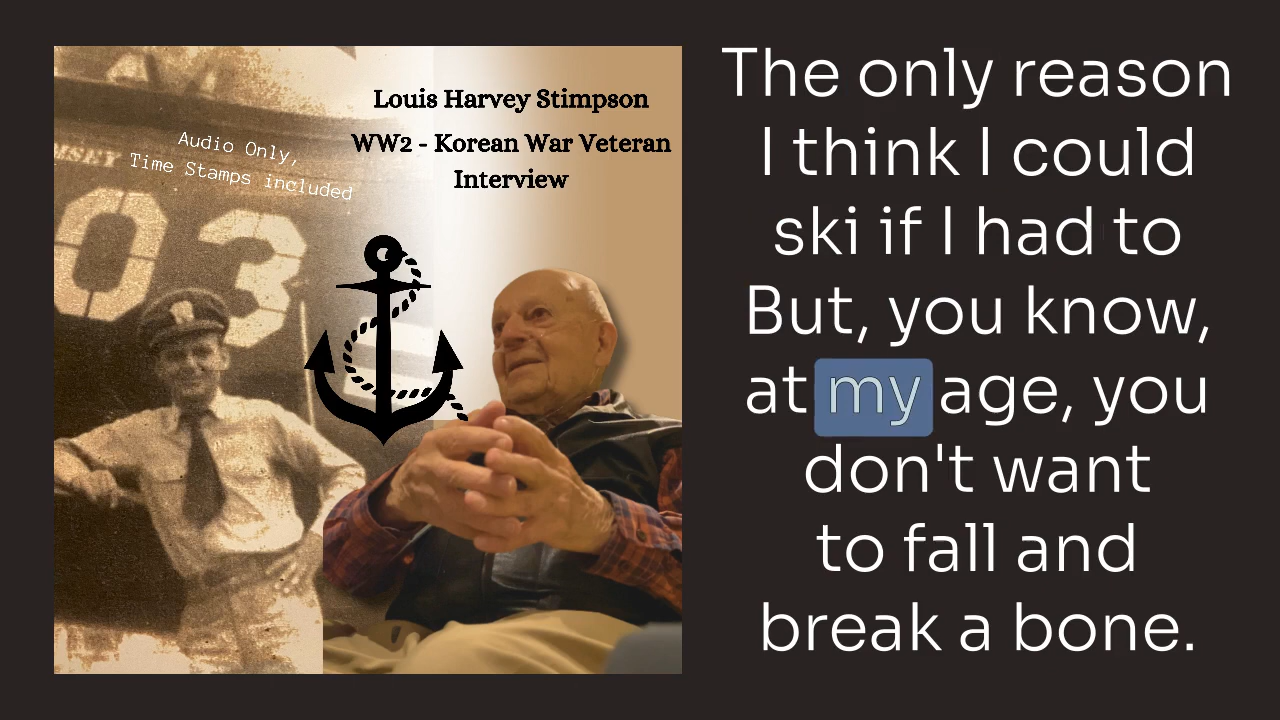 Louis Harvey Stimpson
WW2 - Korean War Veteran
Interview
Audio Only,
Time Stamps included
MSEY
03
The only reason
I think I could
ski if I had to
But, you know,
at my age, you
don't want
to fall and
break a bone.